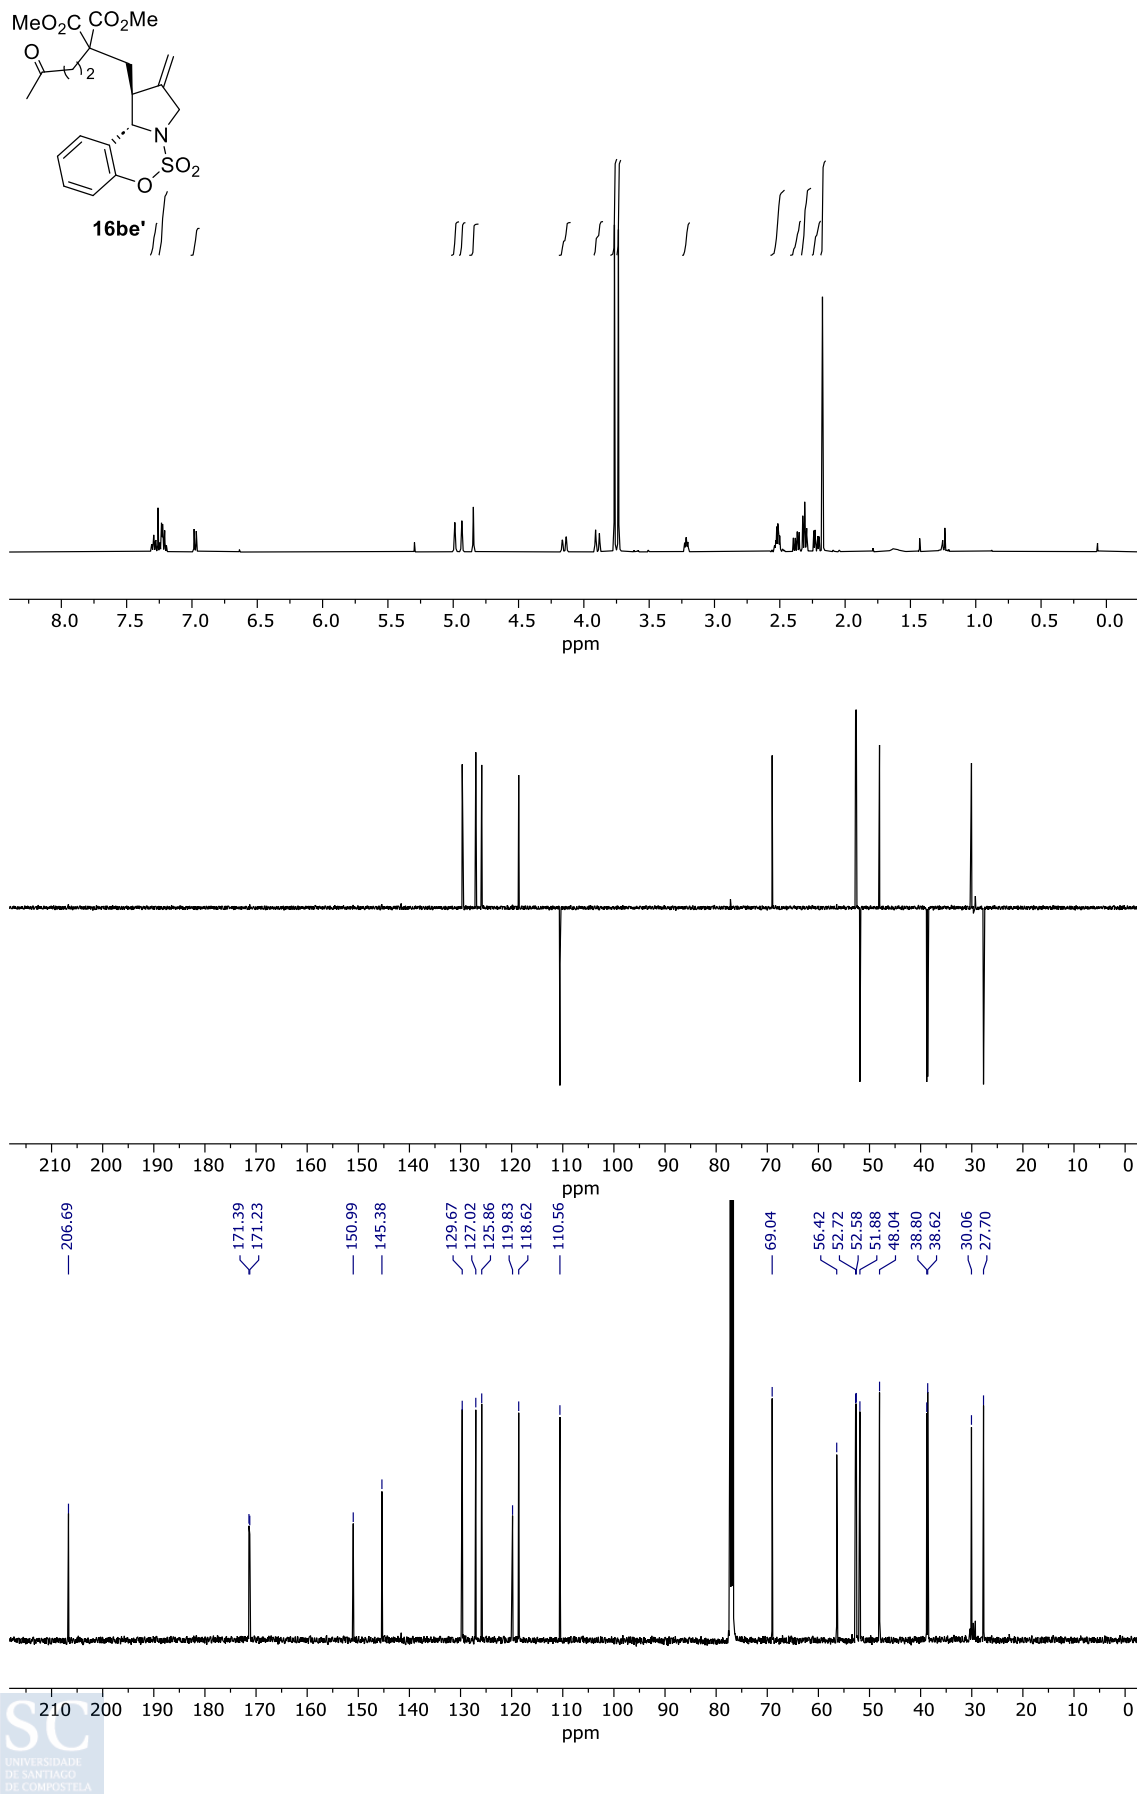 MeO₂C CO₂Me
O
( )₂
N
SO₂
O
16be'
8.0 7.5 7.0 6.5 6.0 5.5 5.0 4.5 4.0 3.5 3.0 2.5 2.0 1.5 1.0 0.5 0.0
ppm
210 200 190 180 170 160 150 140 130 120 110 100 90 80 70 60 50 40 30 20 10 0
ppm
206.69 171.39 171.23 150.99 145.38 129.67 127.02 125.86 119.83 118.62 110.56 69.04 56.42 52.72 52.58 51.88 48.04 38.80 38.62 30.06 27.70
210 200 190 180 170 160 150 140 130 120 110 100 90 80 70 60 50 40 30 20 10 0
ppm
SC
UNIVERSIDADE
DE SANTIAGO
DE COMPOSTELA